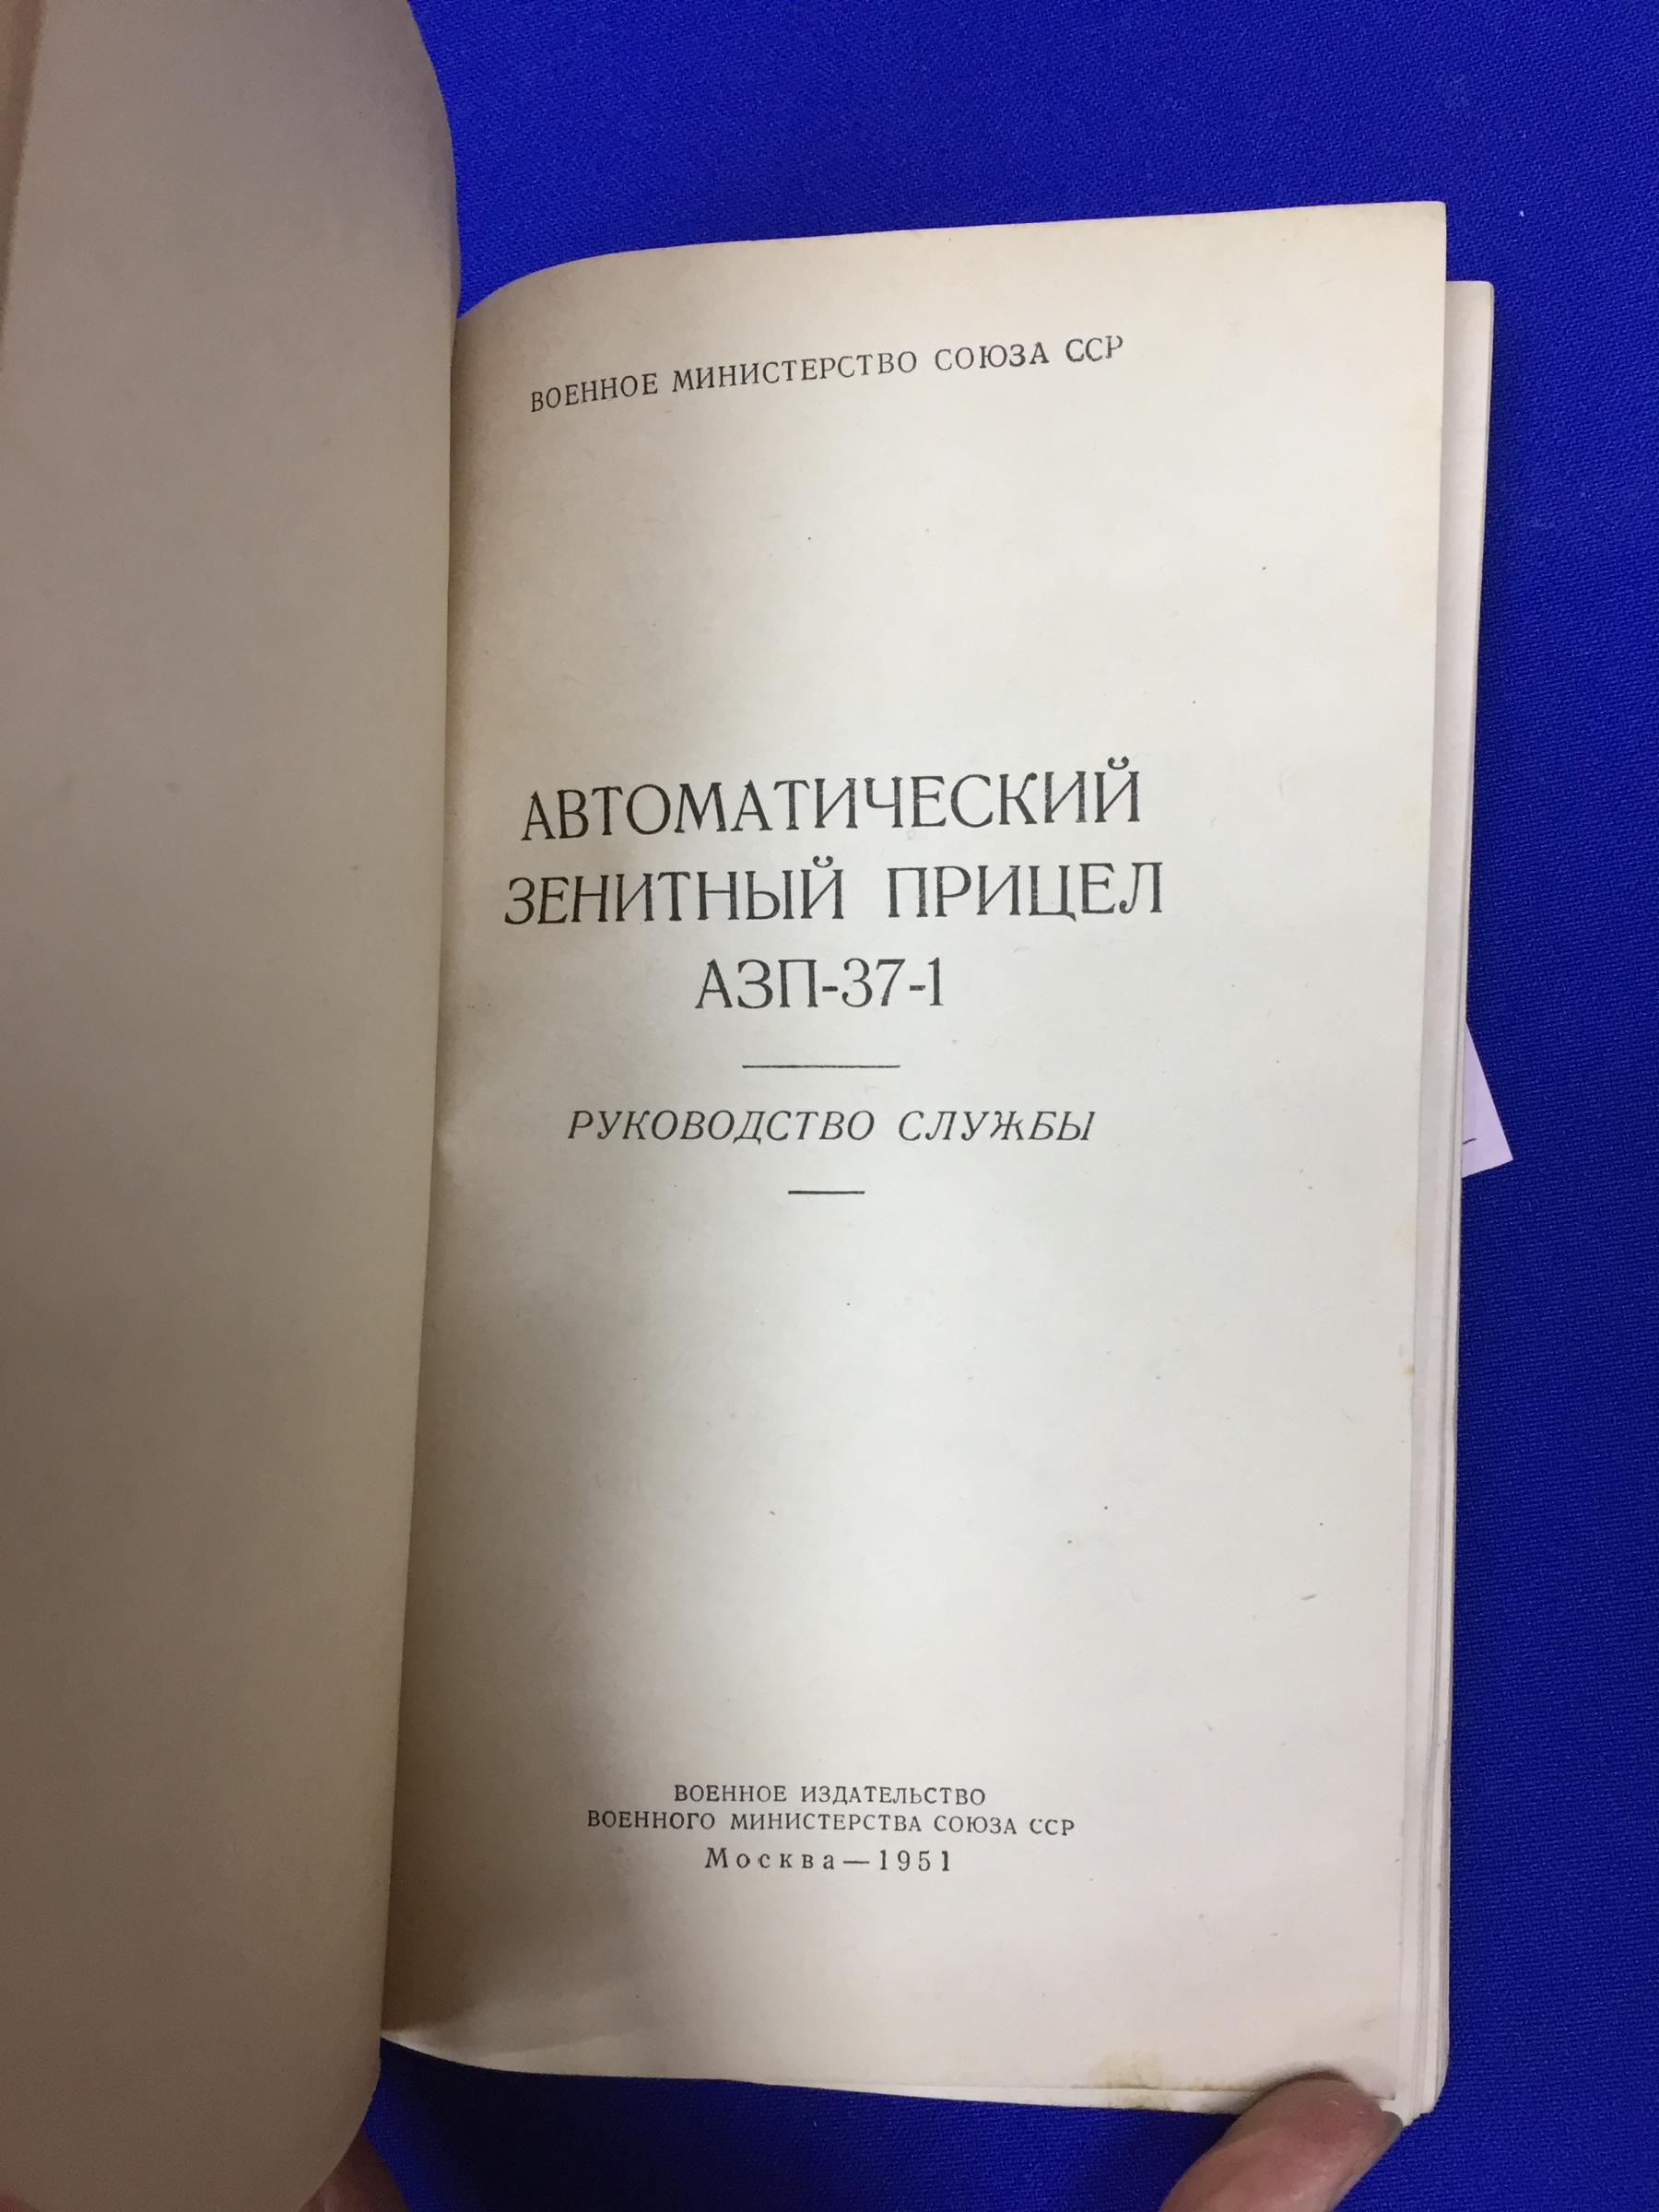 ВОЕННОЕ МИНИСТЕРСТВО СОЮЗА ССР
АВТОМАТИЧЕСКИЙ
ЗЕНИТНЫЙ ПРИЦЕЛ
АЗП-37-1
РУКОВОДСТВО СЛУЖБЫ
ВОЕННОЕ ИЗДАТЕЛЬСТВО
ВОЕННОГО МИНИСТЕРСТВА СОЮЗА ССР
Москва—1951